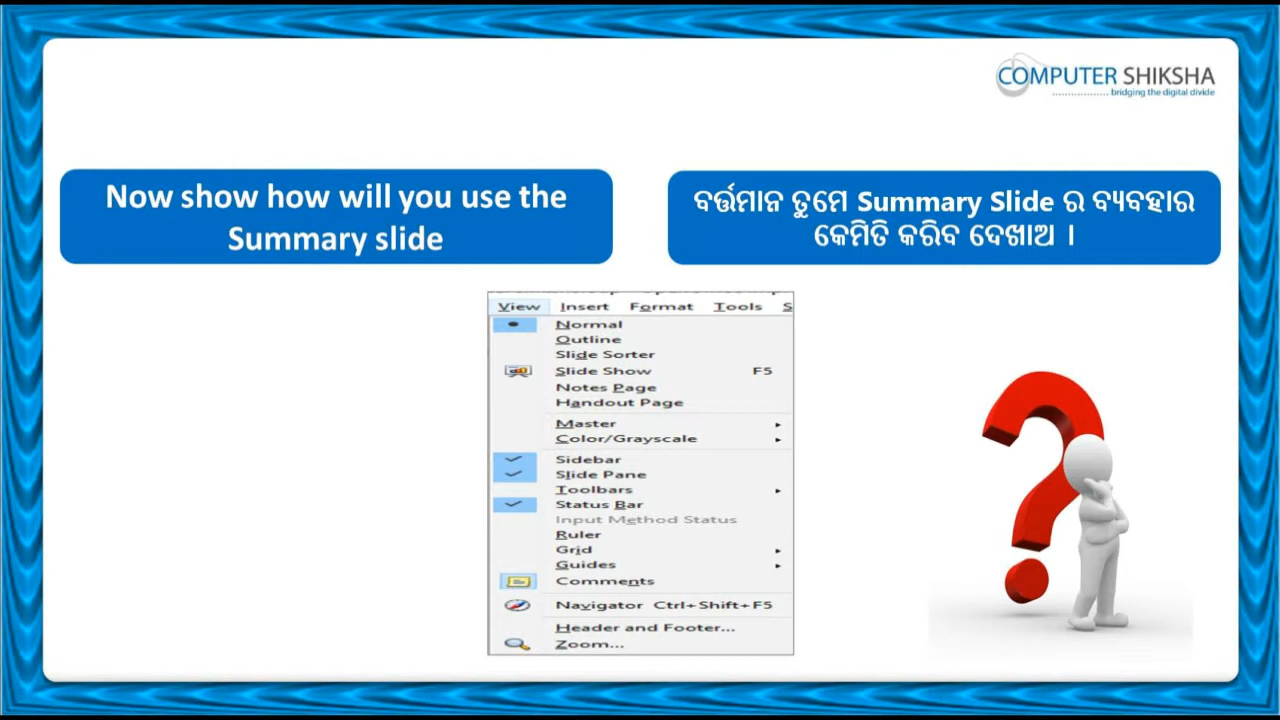 COMPUTER SHIKSHA
bridging the digital divide
Now show how will you use the
Summary slide
ବର୍ତ୍ତମାନ ତୁମେ Summary Slide ର ବ୍ୟବହାର
କେମିତି କରିବ ଦେଖାଅ ।
View Insert Format Tools S
Normal
Outline
Slide Sorter
Slide Show F5
Notes Page
Handout Page
Master
Color/Grayscale
Sidebar
Slide Pane
Toolbars
Status Bar
Input Method Status
Ruler
Grid
Guides
Comments
Navigator Ctrl+Shift+F5
Header and Footer...
Zoom...